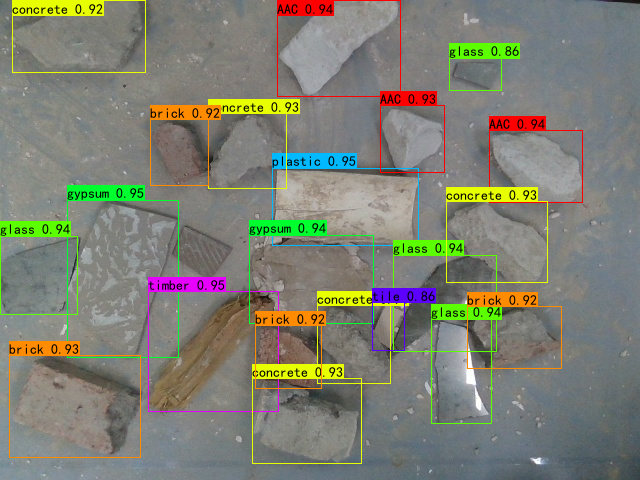 concrete 0.92
AAC 0.94
glass 0.86
AAC 0.93
ncrete 0.93
brick 0.92
AAC 0.94
plastic 0.95
gypsum 0.95
concrete 0.93
glass 0.94
gypsum 0.94
glass 0.94
timber 0.95
concrete
tile 0.86
brick 0.92
glass 0.94
brick 0.92
brick 0.93
concrete 0.93